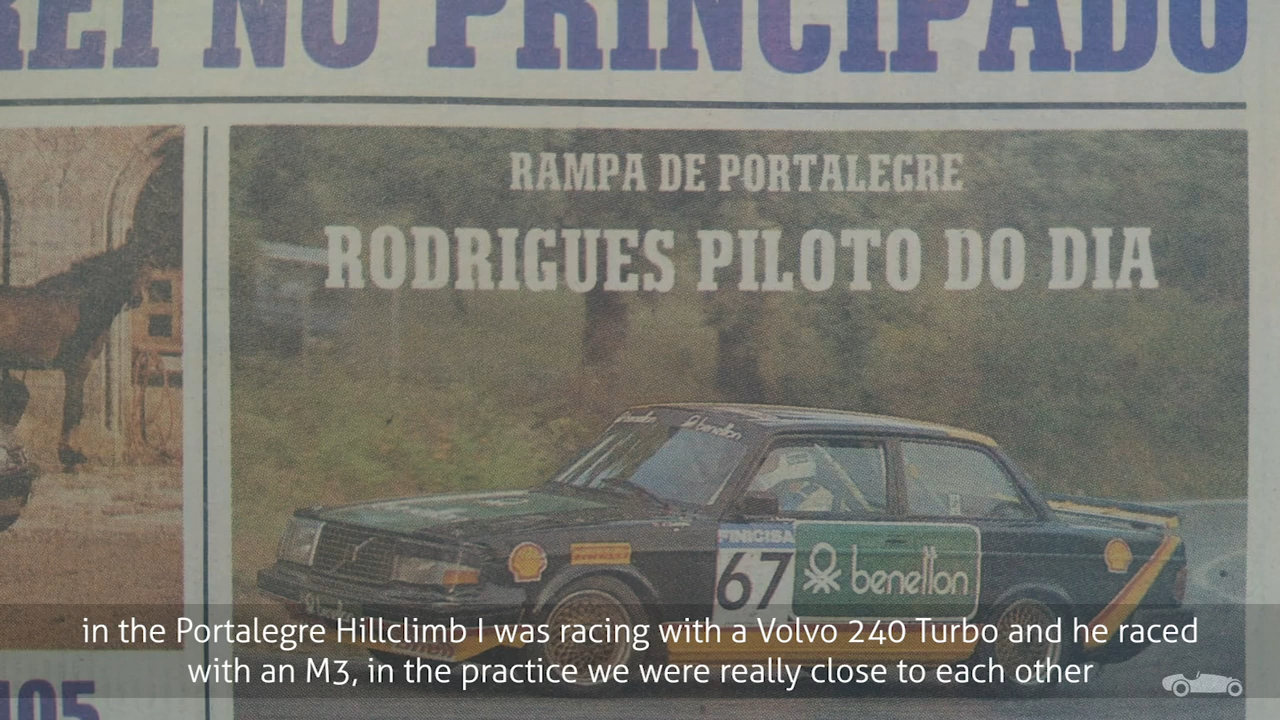 REI NO PRINCIPADO
RAMPA DE PORTALEGRE
RODRIGUES PILOTO DO DIA
benetton
benetton
FINICISA
67
benetton
PIRELLI
105
in the Portalegre Hillclimb I was racing with a Volvo 240 Turbo and he raced
with an M3, in the practice we were really close to each other